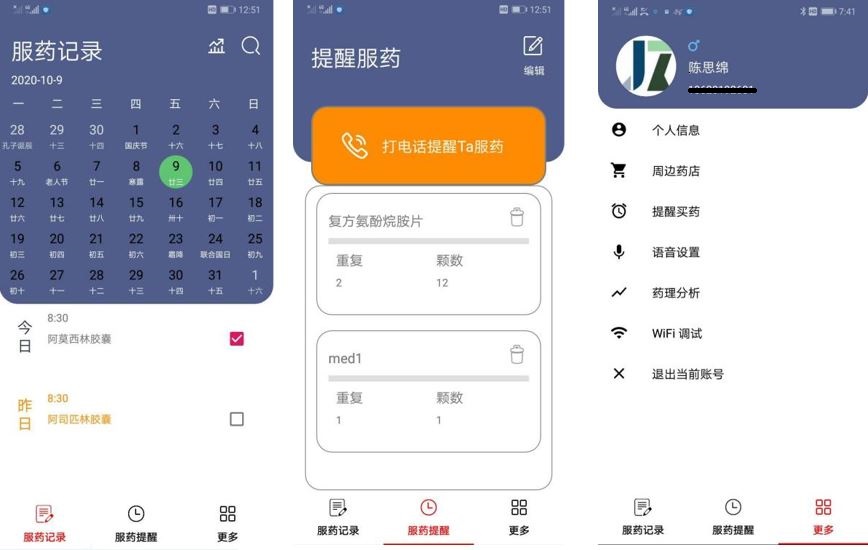 12:51
服药记录
2020-10-9
一 二 三 四 五 六 日
28 29 30 1 2 3 4
孔子诞辰 十三 十四 国庆节 十六 十七 十八
5 6 7 8 9 10 11
十九 老人节 廿一 寒露 廿三 廿四 廿五
12 13 14 15 16 17 18
廿六 廿七 廿八 廿九 卅十 初一 初二
19 20 21 22 23 24 25
初三 初四 初五 初六 霜降 联合国日 初九
26 27 28 29 30 31 1
初十 十一 十二 十三 十四 十五 十六
今日
8:30
阿莫西林胶囊
昨日
8:30
阿司匹林胶囊
服药记录 服药提醒 更多
12:51
提醒服药
编辑
打电话提醒Ta服药
复方氨酚烷胺片
重复 颗数
2 12
med1
重复 颗数
1 1
服药记录 服药提醒 更多
7:41
陈思绵
个人信息
周边药店
提醒买药
语音设置
药理分析
WiFi 调试
退出当前账号
服药记录 服药提醒 更多